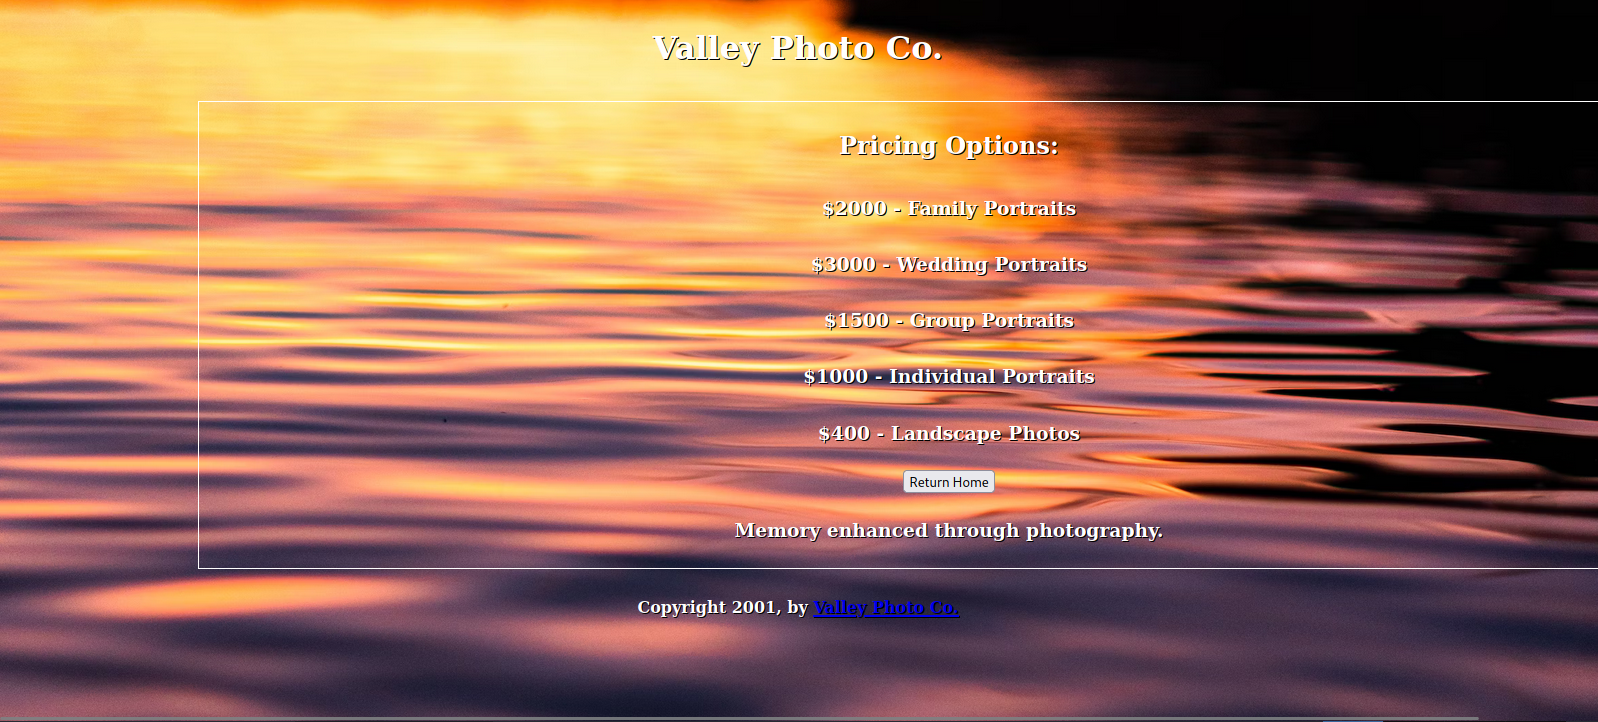 Valley Photo Co.
Pricing Options:
$2000 - Family Portraits
$3000 - Wedding Portraits
$1500 - Group Portraits
$1000 - Individual Portraits
$400 - Landscape Photos
Return Home
Memory enhanced through photography.
Copyright 2001, by Valley Photo Co.